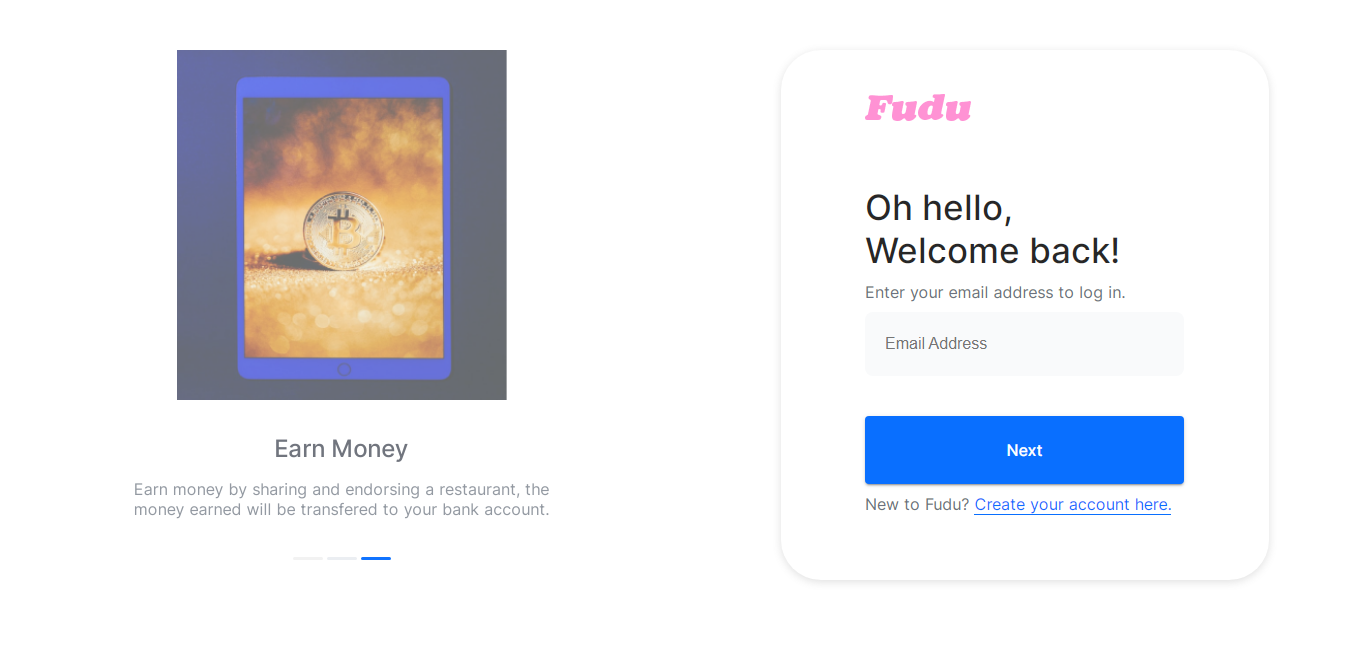 Earn Money
Earn money by sharing and endorsing a restaurant, the
money earned will be transfered to your bank account.
Fudu
Oh hello,
Welcome back!
Enter your email address to log in.
Email Address
Next
New to Fudu? Create your account here.